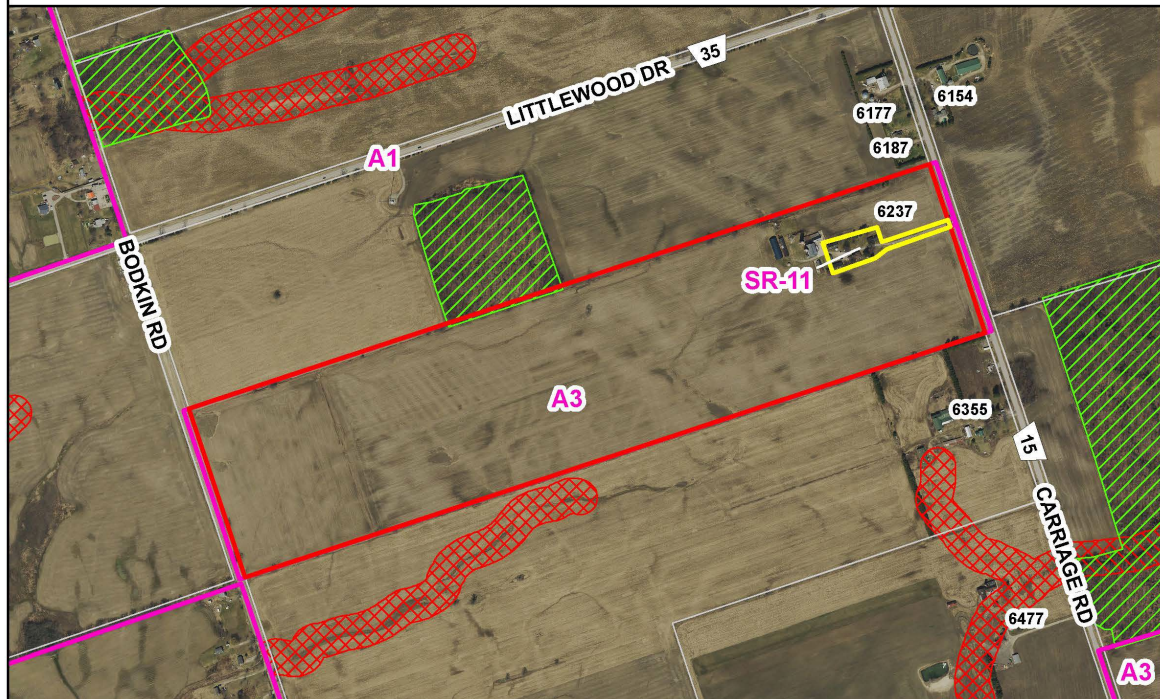 35
LITTLEWOOD DR
6154
6177
6187
A1
6237
BODKIN RD
SR-11
A3
6355
15
CARRIAGE RD
6477
A3